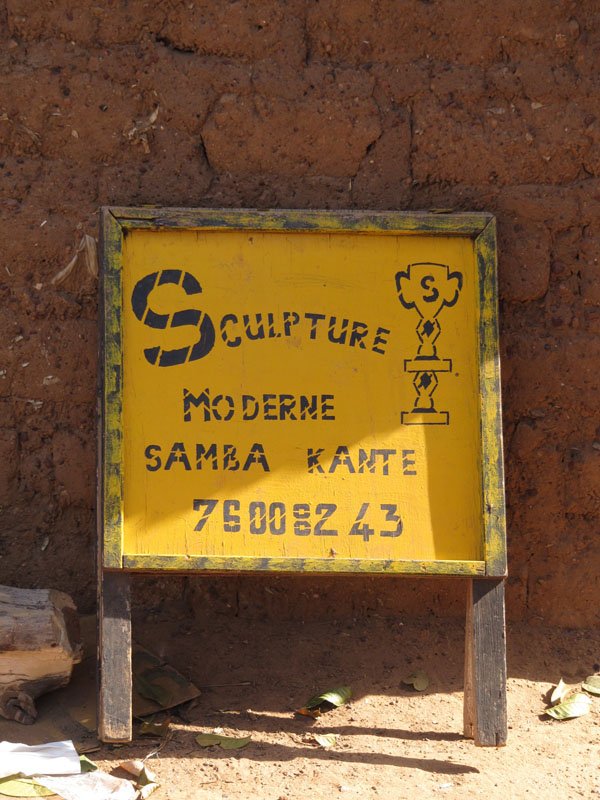 S
SCULPTURE
MODERNE
SAMBA KANTE
76 00 82 43